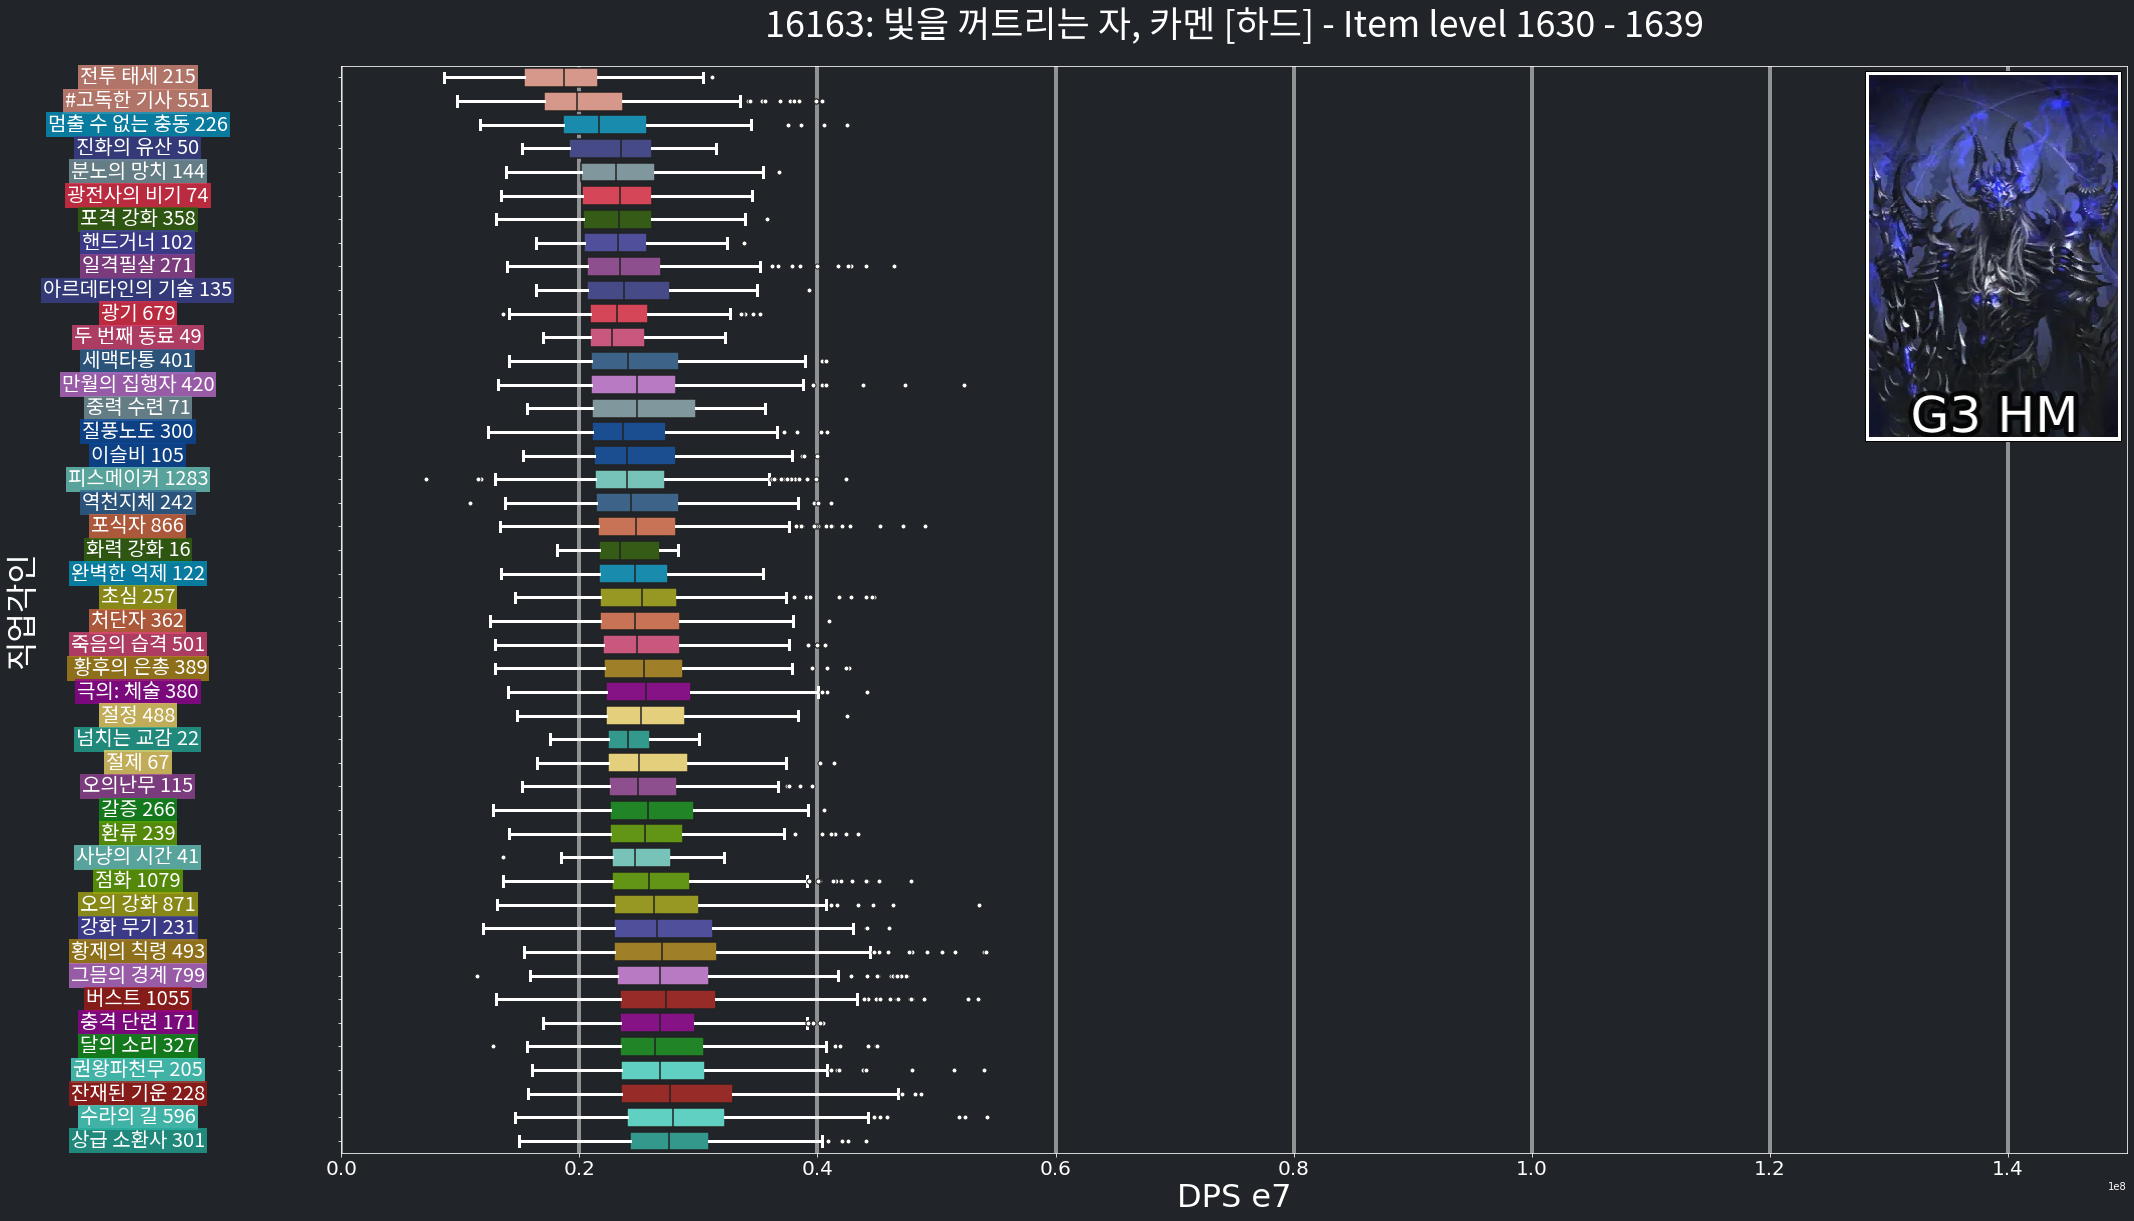 16163: 빛을 꺼트리는 자, 카멘 [하드] - Item level 1630 - 1639
전투 태세 215
#고독한 기사 551
멈출 수 없는 충동 226
진화의 유산 50
분노의 망치 144
광전사의 비기 74
포격 강화 358
핸드거너 102
일격필살 271
아르데타인의 기술 135
광기 679
두 번째 동료 49
세맥타통 401
만월의 집행자 420
중력 수련 71
질풍노도 300
이슬비 105
피스메이커 1283
역천지체 242
포식자 866
화력 강화 16
완벽한 억제 122
초심 257
처단자 362
죽음의 습격 501
황후의 은총 389
극의: 체술 380
절정 488
넘치는 교감 22
절제 67
오의난무 115
갈증 266
환류 239
사냥의 시간 41
점화 1079
오의 강화 871
강화 무기 231
황제의 칙령 493
그믐의 경계 799
버스트 1055
충격 단련 171
달의 소리 327
권왕파천무 205
잔재된 기운 228
수라의 길 596
상급 소환사 301
직업각인
G3 HM
0.0 0.2 0.4 0.6 0.8 1.0 1.2 1.4
1e8
DPS e7